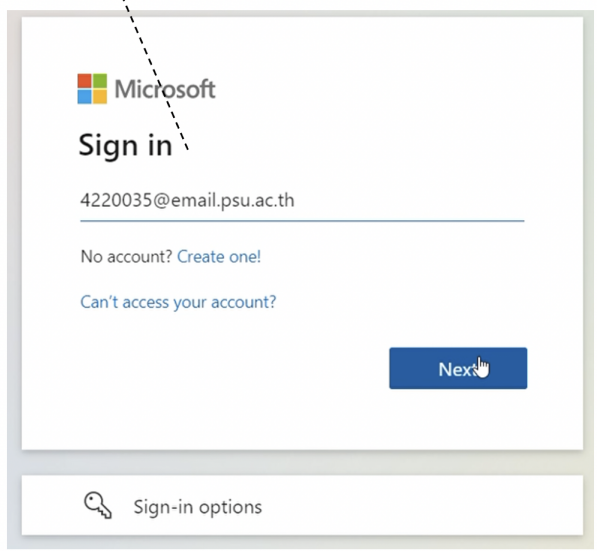 Microsoft
Sign in
4220035@email.psu.ac.th
No account? Create one!
Can't access your account?
Next
Sign-in options